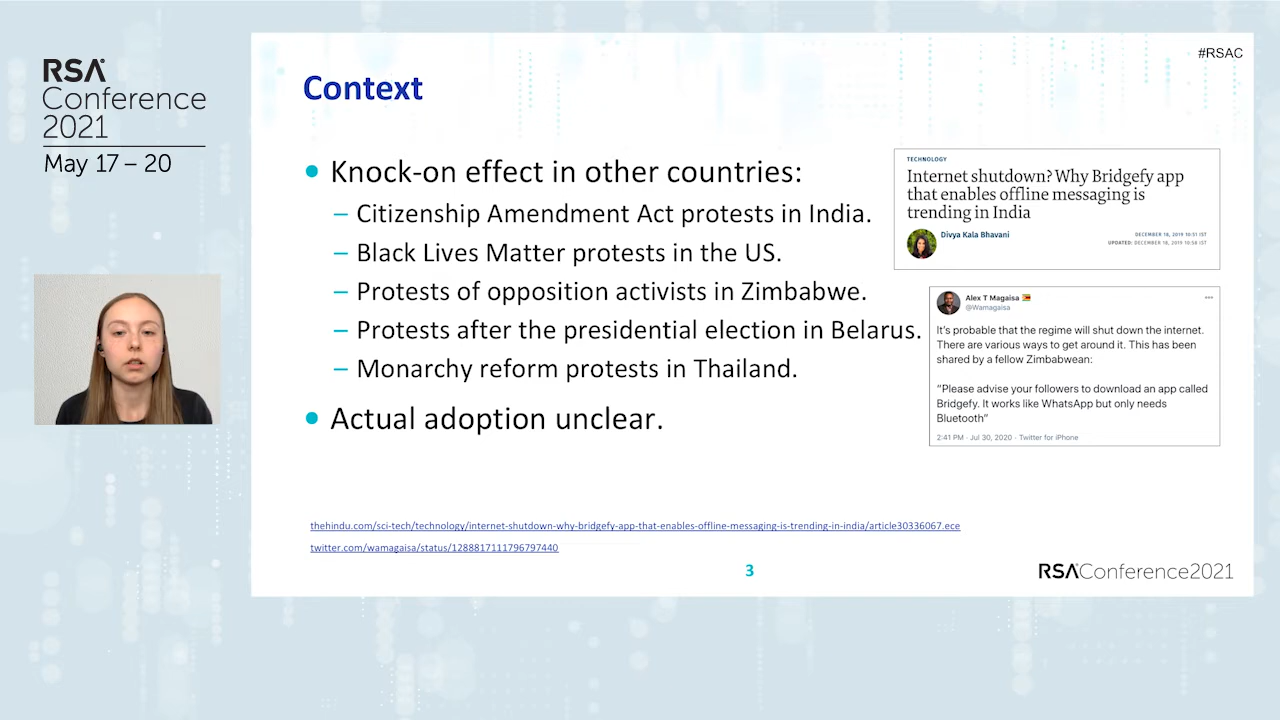 RSA
Conference
2021
May 17 – 20
#RSAC
Context
• Knock-on effect in other countries:
– Citizenship Amendment Act protests in India.
– Black Lives Matter protests in the US.
– Protests of opposition activists in Zimbabwe.
– Protests after the presidential election in Belarus.
– Monarchy reform protests in Thailand.
• Actual adoption unclear.
TECHNOLOGY
Internet shutdown? Why Bridgefy app
that enables offline messaging is
trending in India
Divya Kala Bhavani
DECEMBER 18, 2019 10:51 IST
UPDATED: DECEMBER 18, 2019 10:58 IST
Alex T Magaisa 🇿🇼
@Wamagaisa
It's probable that the regime will shut down the internet.
There are various ways to get around it. This has been
shared by a fellow Zimbabwean:
"Please advise your followers to download an app called
Bridgefy. It works like WhatsApp but only needs
Bluetooth"
2:41 PM · Jul 30, 2020 · Twitter for iPhone
thehindu.com/sci-tech/technology/internet-shutdown-why-bridgefy-app-that-enables-offline-messaging-is-trending-in-india/article30336067.ece
twitter.com/wamagaisa/status/1288817111796797440
3
RSAConference2021